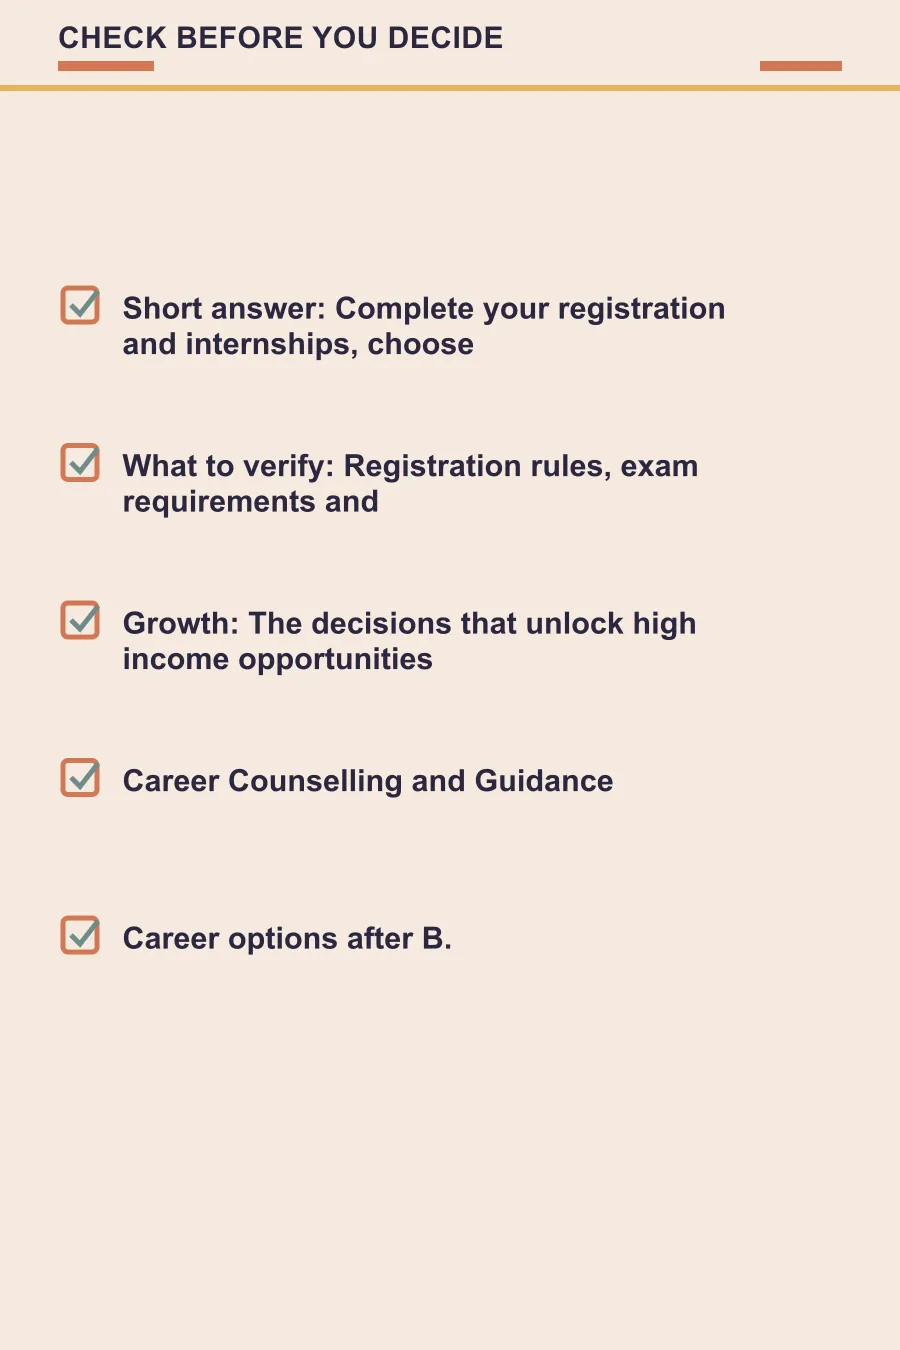 CHECK BEFORE YOU DECIDE
Short answer: Complete your registration
and internships, choose
What to verify: Registration rules, exam
requirements and
Growth: The decisions that unlock high
income opportunities
Career Counselling and Guidance
Career options after B.